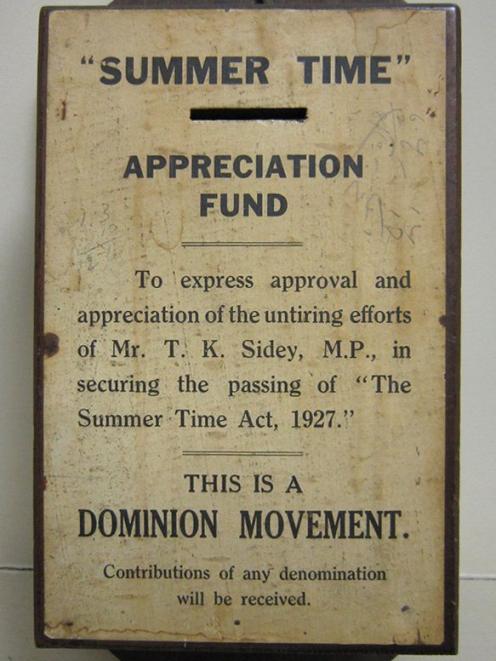 "SUMMER TIME"
APPRECIATION
FUND
To express approval and
appreciation of the untiring efforts
of Mr. T. K. Sidey, M.P., in
securing the passing of "The
Summer Time Act, 1927."
THIS IS A
DOMINION MOVEMENT.
Contributions of any denomination
will be received.